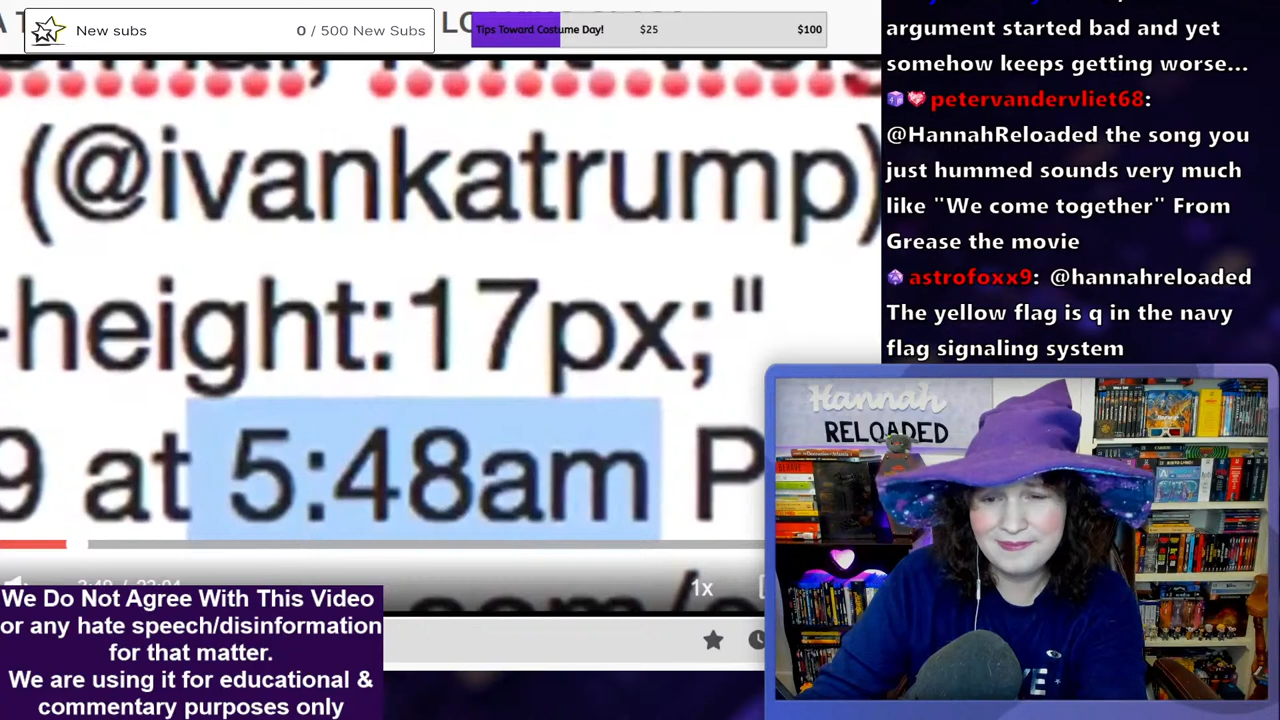 New subs 0 / 500 New Subs
Tips Toward Costume Day! $25 $100
(@ivankatrump)
-height:17px;"
9 at 5:48am P
1x
We Do Not Agree With This Video
or any hate speech/disinformation
for that matter.
We are using it for educational &
commentary purposes only
argument started bad and yet
somehow keeps getting worse...
petervandervliet68:
@HannahReloaded the song you
just hummed sounds very much
like "We come together" From
Grease the movie
astrofoxx9: @hannahreloaded
The yellow flag is q in the navy
flag signaling system
Hannah
RELOADED